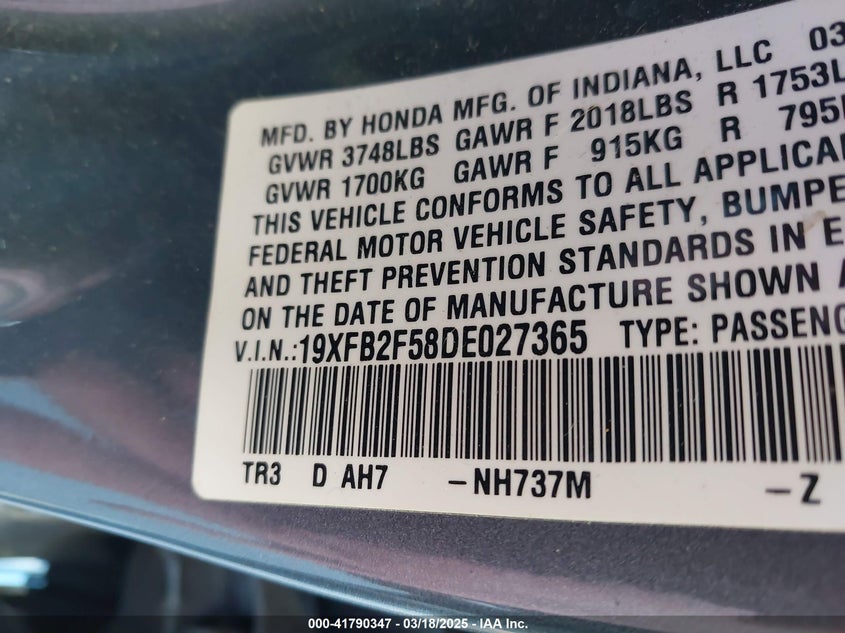 MFD. BY HONDA MFG. OF INDIANA, LLC 03
GVWR 3748LBS GAWR F 2018LBS R 1753L
GVWR 1700KG GAWR F 915KG R 795
THIS VEHICLE CONFORMS TO ALL APPLICA
FEDERAL MOTOR VEHICLE SAFETY, BUMPE
AND THEFT PREVENTION STANDARDS IN E
ON THE DATE OF MANUFACTURE SHOWN A
V.I.N.:19XFB2F58DE027365 TYPE: PASSENG
TR3 D AH7 -NH737M -Z
000-41790347 — 03/18/2025 — IAA Inc.